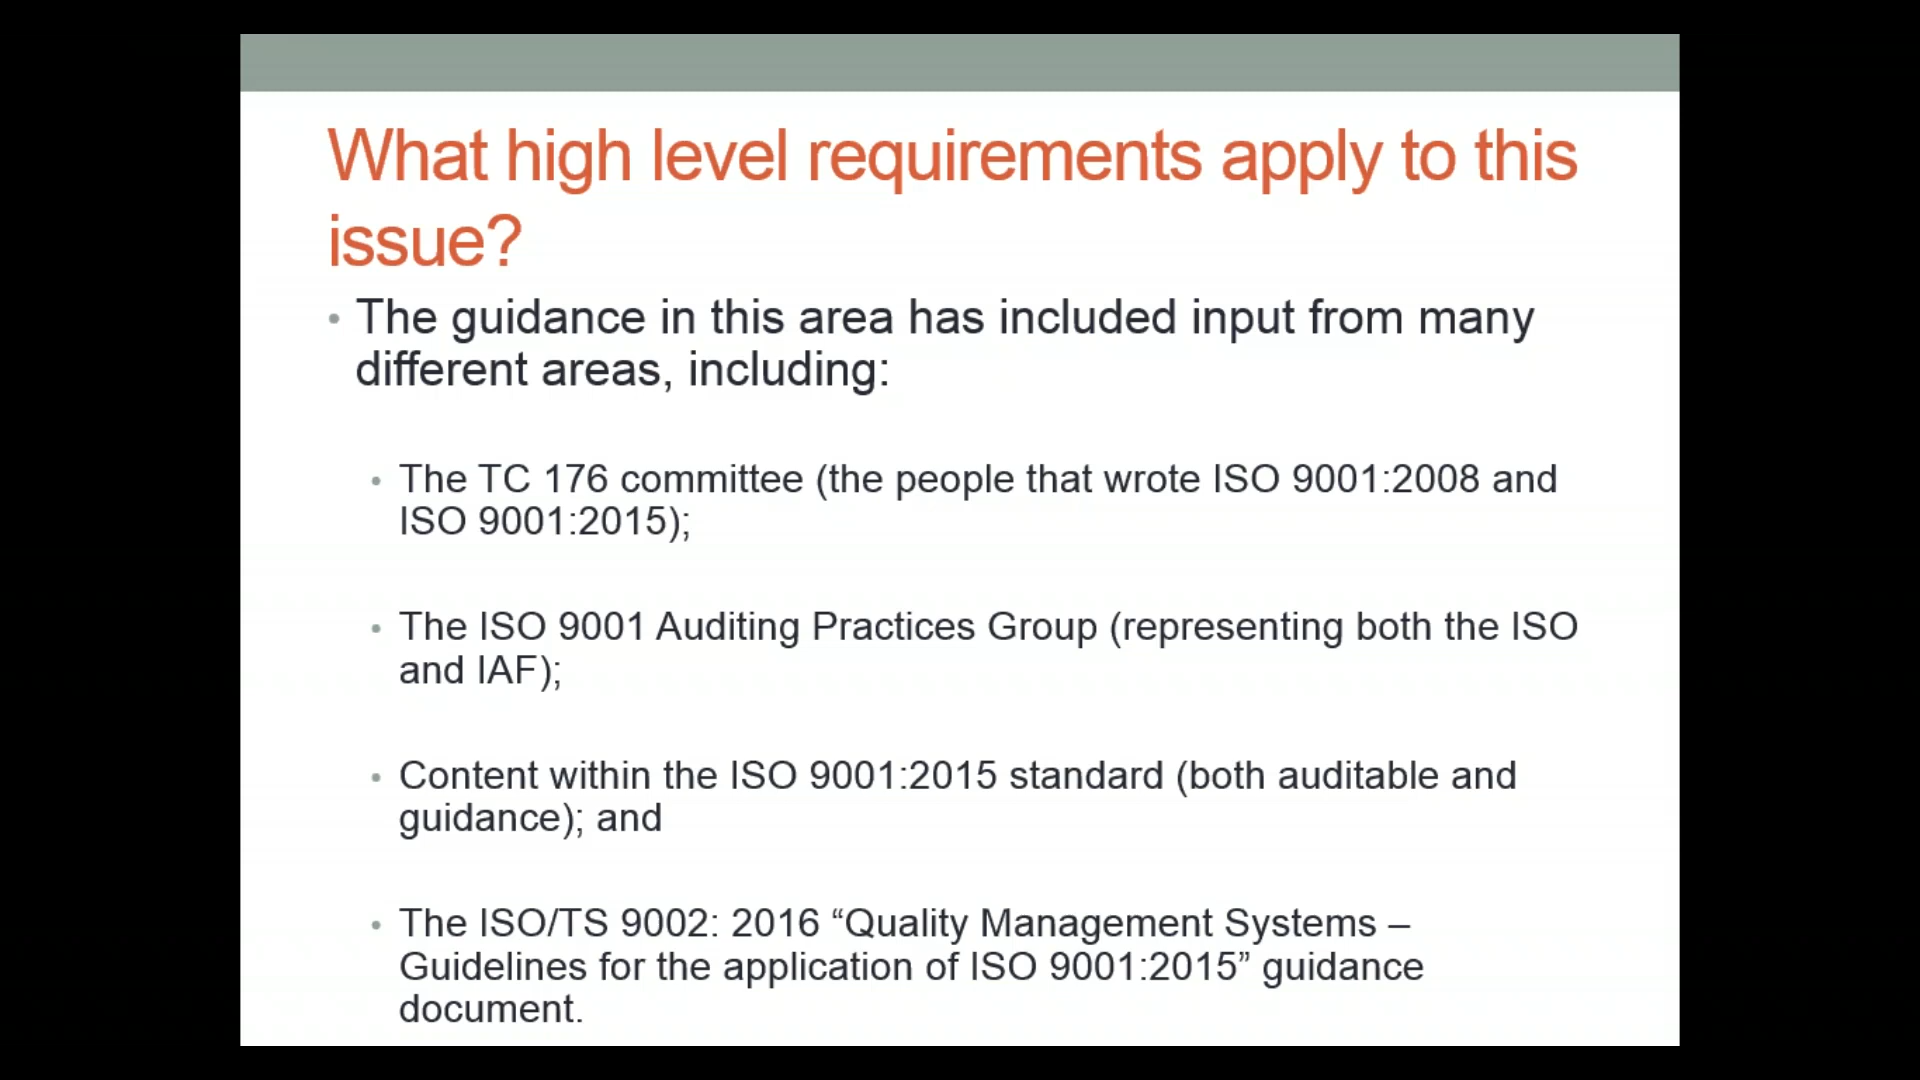 What high level requirements apply to this
issue?
• The guidance in this area has included input from many
different areas, including:
• The TC 176 committee (the people that wrote ISO 9001:2008 and
ISO 9001:2015);
• The ISO 9001 Auditing Practices Group (representing both the ISO
and IAF);
• Content within the ISO 9001:2015 standard (both auditable and
guidance); and
• The ISO/TS 9002: 2016 “Quality Management Systems –
Guidelines for the application of ISO 9001:2015” guidance
document.